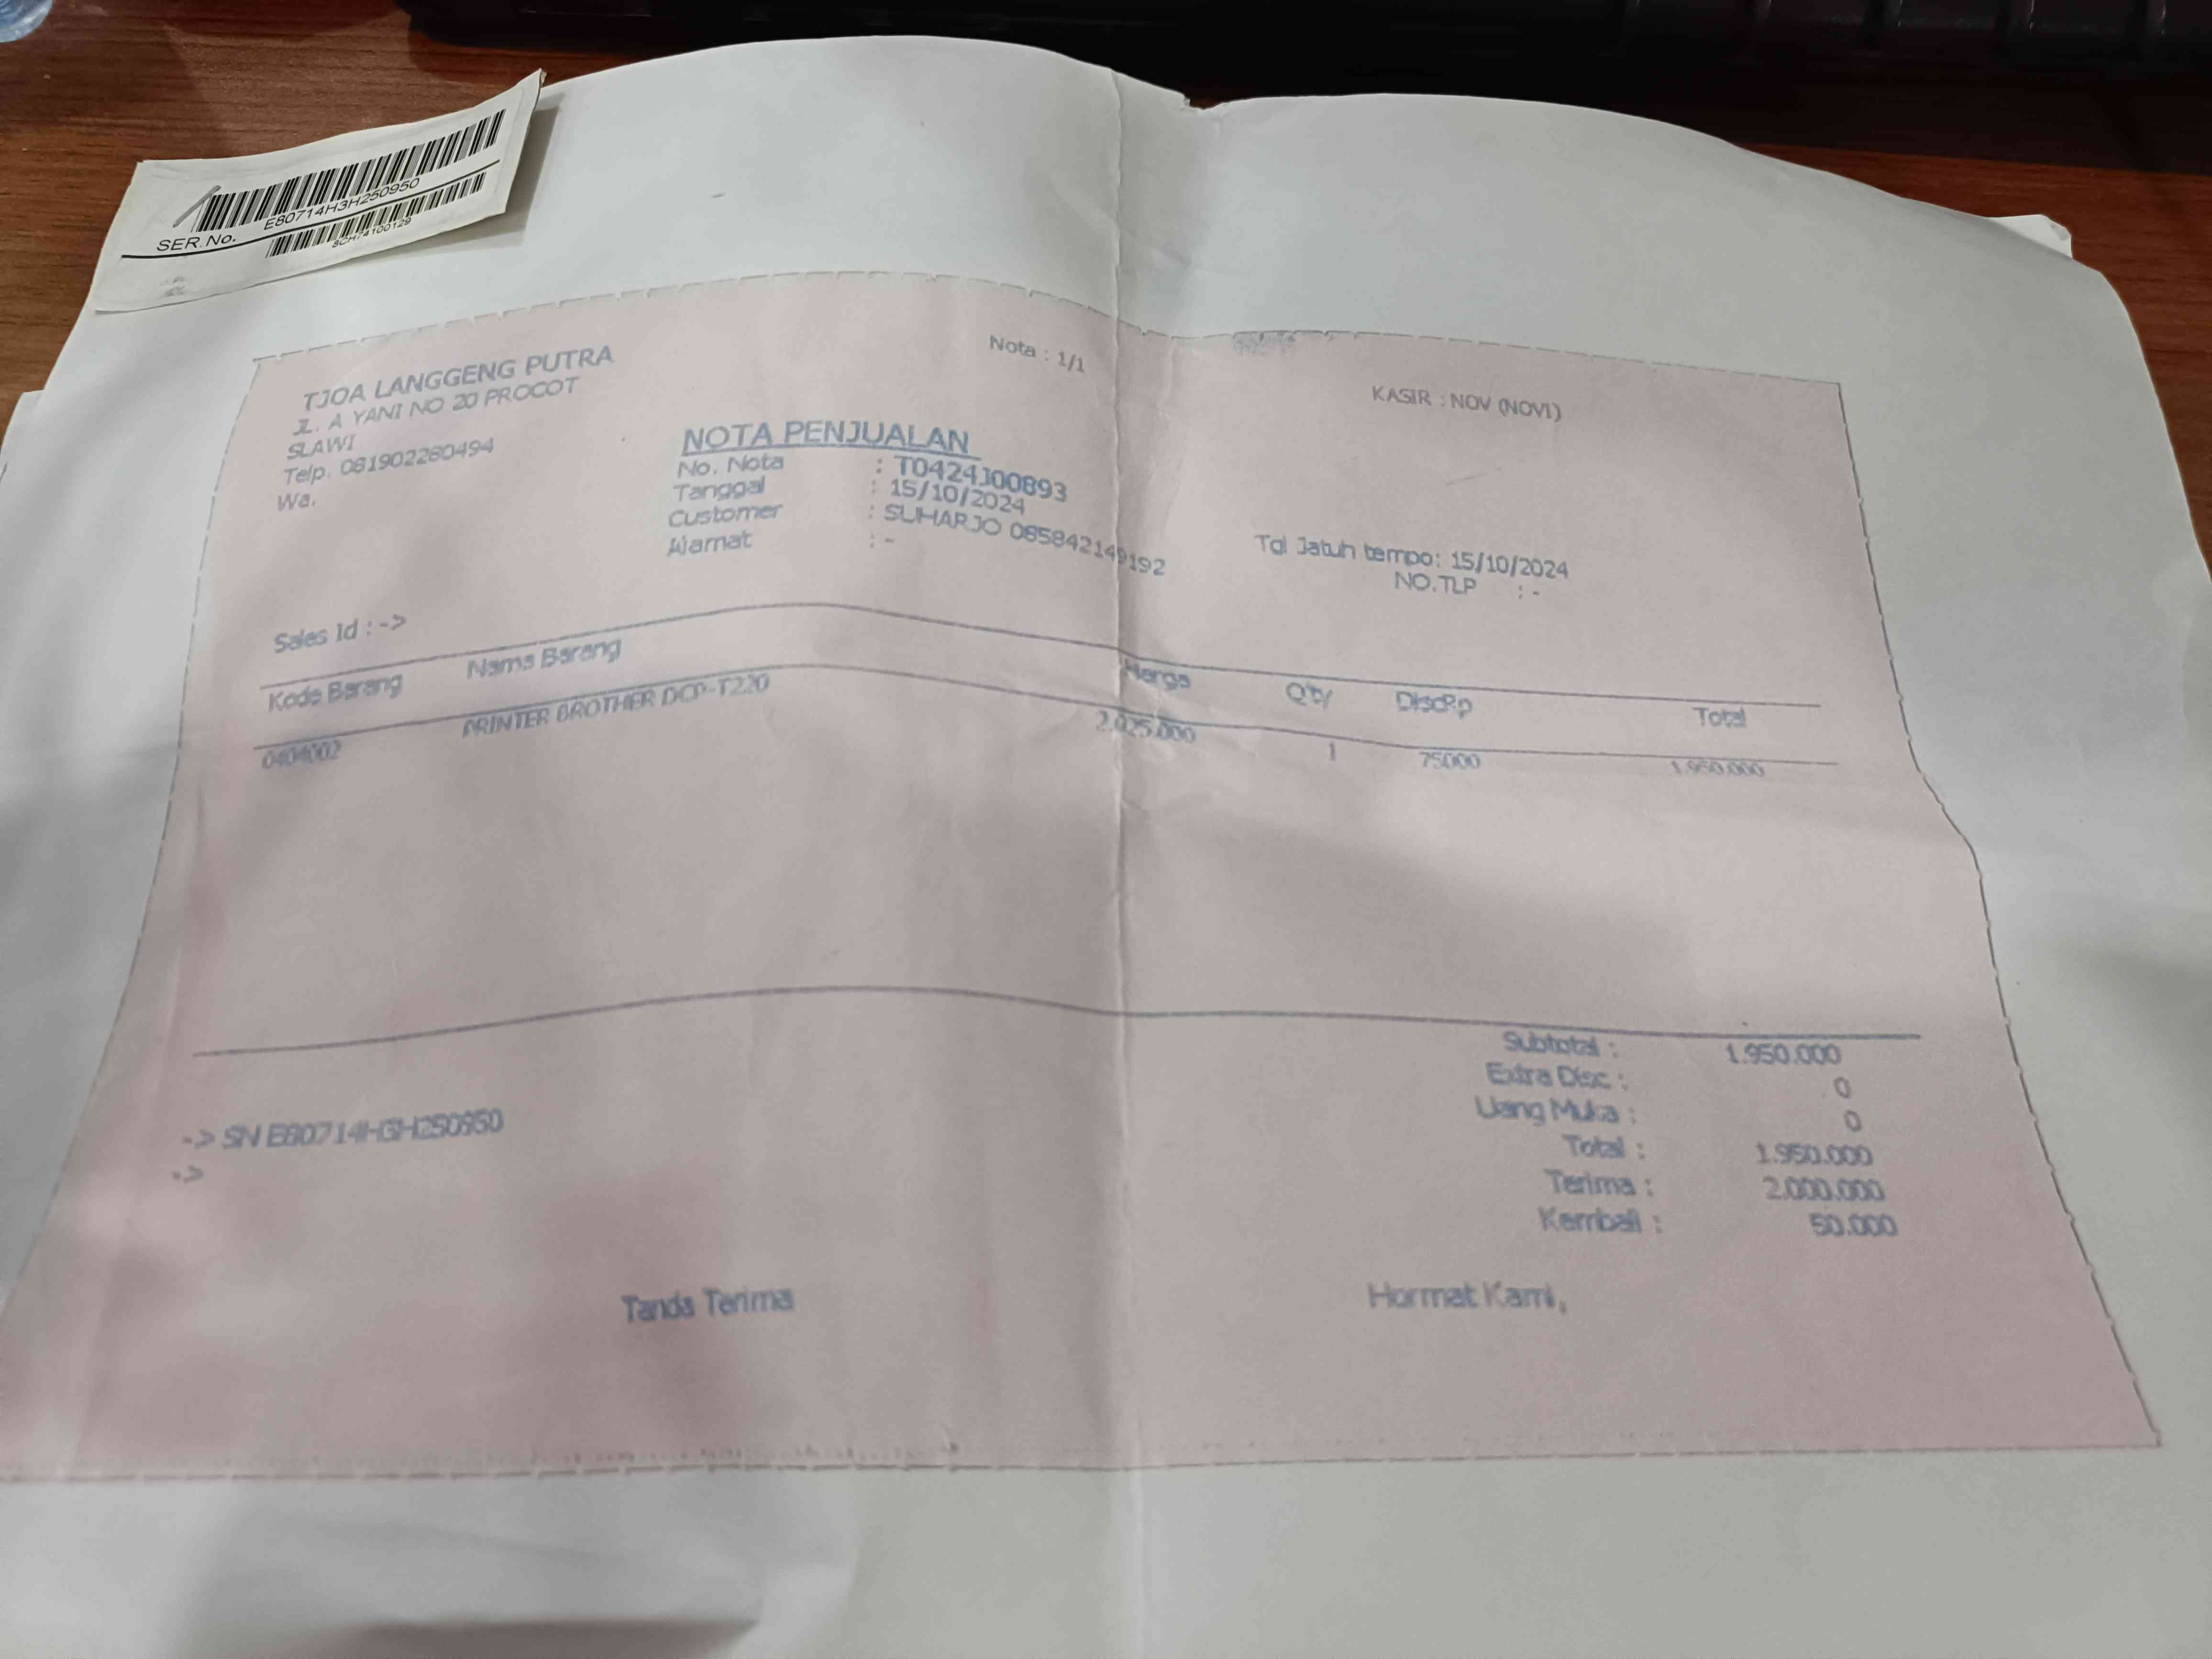 SER.No. E80714H3H250950
8CH74100129
TJOA LANGGENG PUTRA
JL. A YANI NO 20 PROCOT
SLAWI
Telp. 081902280494
Wa.
Nota : 1/1
KASIR : NOV (NOVI)
NOTA PENJUALAN
No. Nota : T0424J00893
Tanggal : 15/10/2024
Customer : SUHARJO 085842149192
Alamat : -
Tgl Jatuh tempo: 15/10/2024
NO.TLP : -
Sales Id : ->
Kode Barang Nama Barang Harga Qty DiscRp Total
0404002 PRINTER BROTHER DCP-T220 2.025.000 1 75000 1.950.000
Subtotal : 1.950.000
Extra Disc : 0
Uang Muka : 0
Total : 1.950.000
Terima : 2.000.000
Kembali : 50.000
-> SN E80714H3H250950
->
Tanda Terima Hormat Kami,